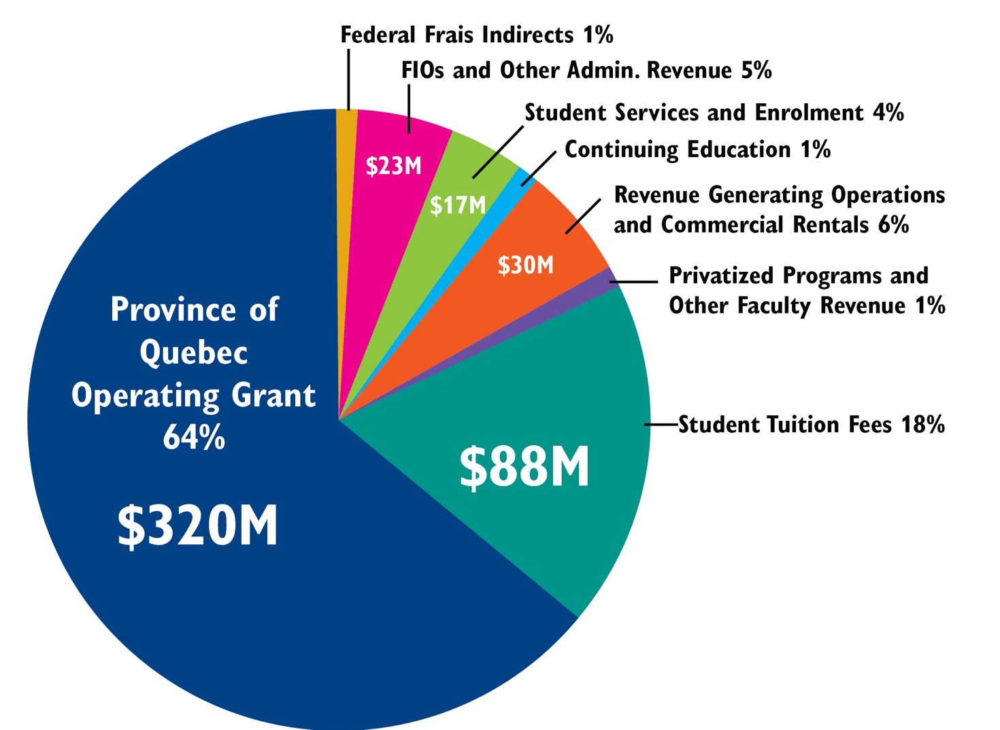 Federal Frais Indirects 1%
FIOs and Other Admin. Revenue 5%
Student Services and Enrolment 4%
Continuing Education 1%
Revenue Generating Operations
and Commercial Rentals 6%
Privatized Programs and
Other Faculty Revenue 1%
Student Tuition Fees 18%
$23M
$17M
$30M
$88M
Province of
Quebec
Operating Grant
64%
$320M